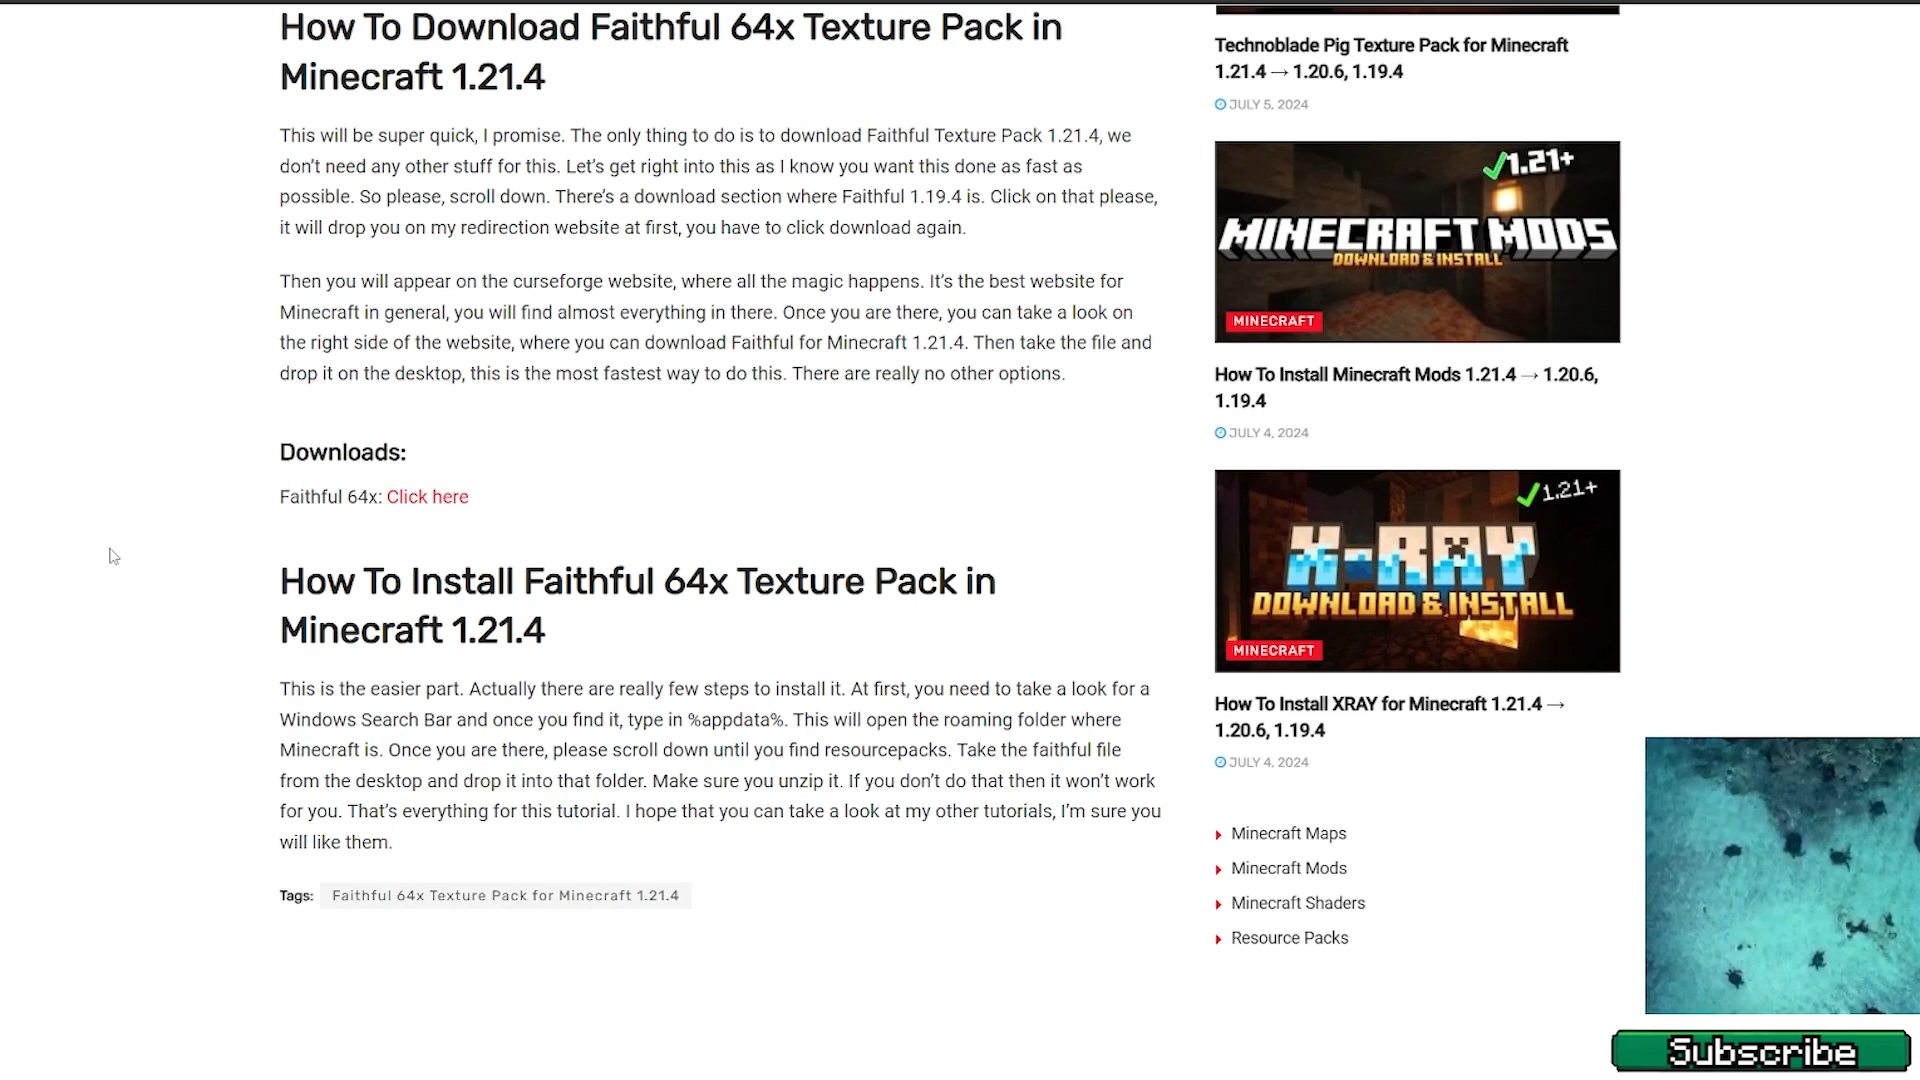 How To Download Faithful 64x Texture Pack in
Minecraft 1.21.4
This will be super quick, I promise. The only thing to do is to download Faithful Texture Pack 1.21.4, we
don't need any other stuff for this. Let's get right into this as I know you want this done as fast as
possible. So please, scroll down. There's a download section where Faithful 1.19.4 is. Click on that please,
it will drop you on my redirection website at first, you have to click download again.
Then you will appear on the curseforge website, where all the magic happens. It's the best website for
Minecraft in general, you will find almost everything in there. Once you are there, you can take a look on
the right side of the website, where you can download Faithful for Minecraft 1.21.4. Then take the file and
drop it on the desktop, this is the most fastest way to do this. There are really no other options.
Downloads:
Faithful 64x: Click here
How To Install Faithful 64x Texture Pack in
Minecraft 1.21.4
This is the easier part. Actually there are really few steps to install it. At first, you need to take a look for a
Windows Search Bar and once you find it, type in %appdata%. This will open the roaming folder where
Minecraft is. Once you are there, please scroll down until you find resourcepacks. Take the faithful file
from the desktop and drop it into that folder. Make sure you unzip it. If you don't do that then it won't work
for you. That's everything for this tutorial. I hope that you can take a look at my other tutorials, I'm sure you
will like them.
Tags: Faithful 64x Texture Pack for Minecraft 1.21.4
Technoblade Pig Texture Pack for Minecraft
1.21.4 → 1.20.6, 1.19.4
JULY 5, 2024
1.21+
MINECRAFT MODS
DOWNLOAD & INSTALL
MINECRAFT
How To Install Minecraft Mods 1.21.4 → 1.20.6,
1.19.4
JULY 4, 2024
1.21+
X-RAY
DOWNLOAD & INSTALL
MINECRAFT
How To Install XRAY for Minecraft 1.21.4 →
1.20.6, 1.19.4
JULY 4, 2024
Minecraft Maps
Minecraft Mods
Minecraft Shaders
Resource Packs
Subscribe